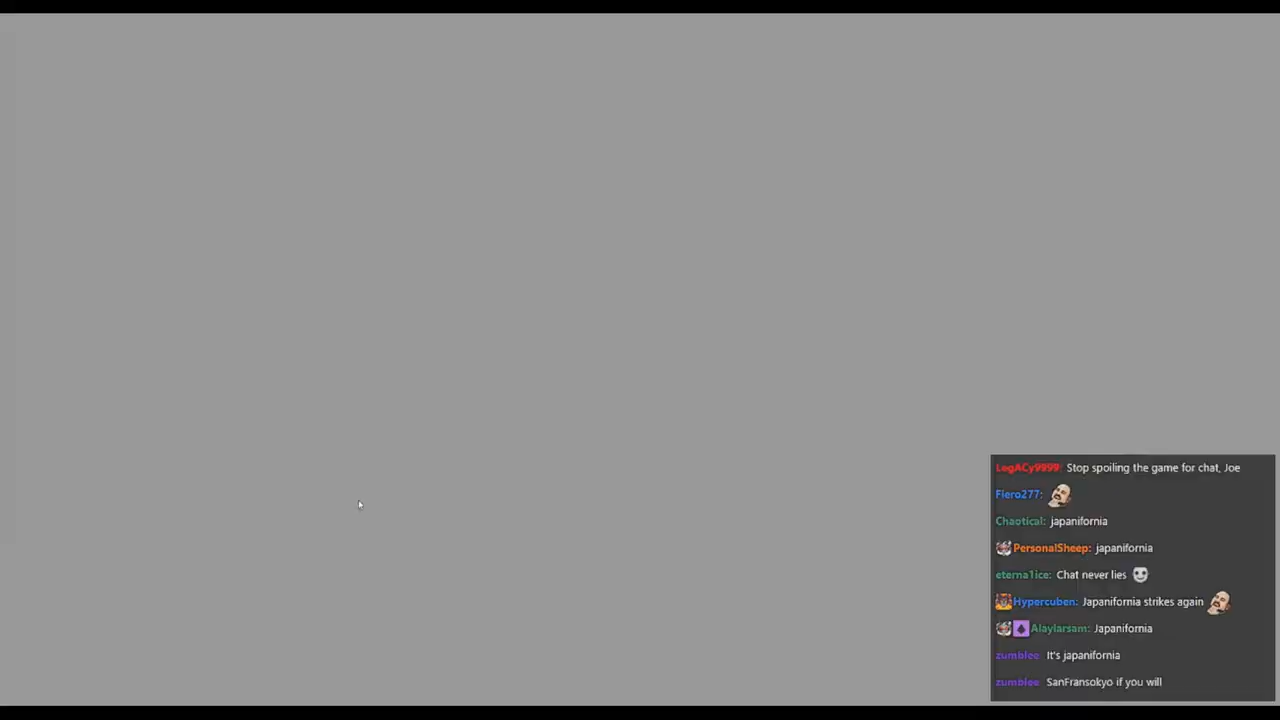 LegACy9999: Stop spoiling the game for chat, Joe
Fiero277:
Chaotical: japanifornia
PersonalSheep: japanifornia
eterna1ice: Chat never lies
Hypercuben: Japanifornia strikes again
Alaylarsam: Japanifornia
zumblee: It's japanifornia
zumblee: SanFransokyo if you will